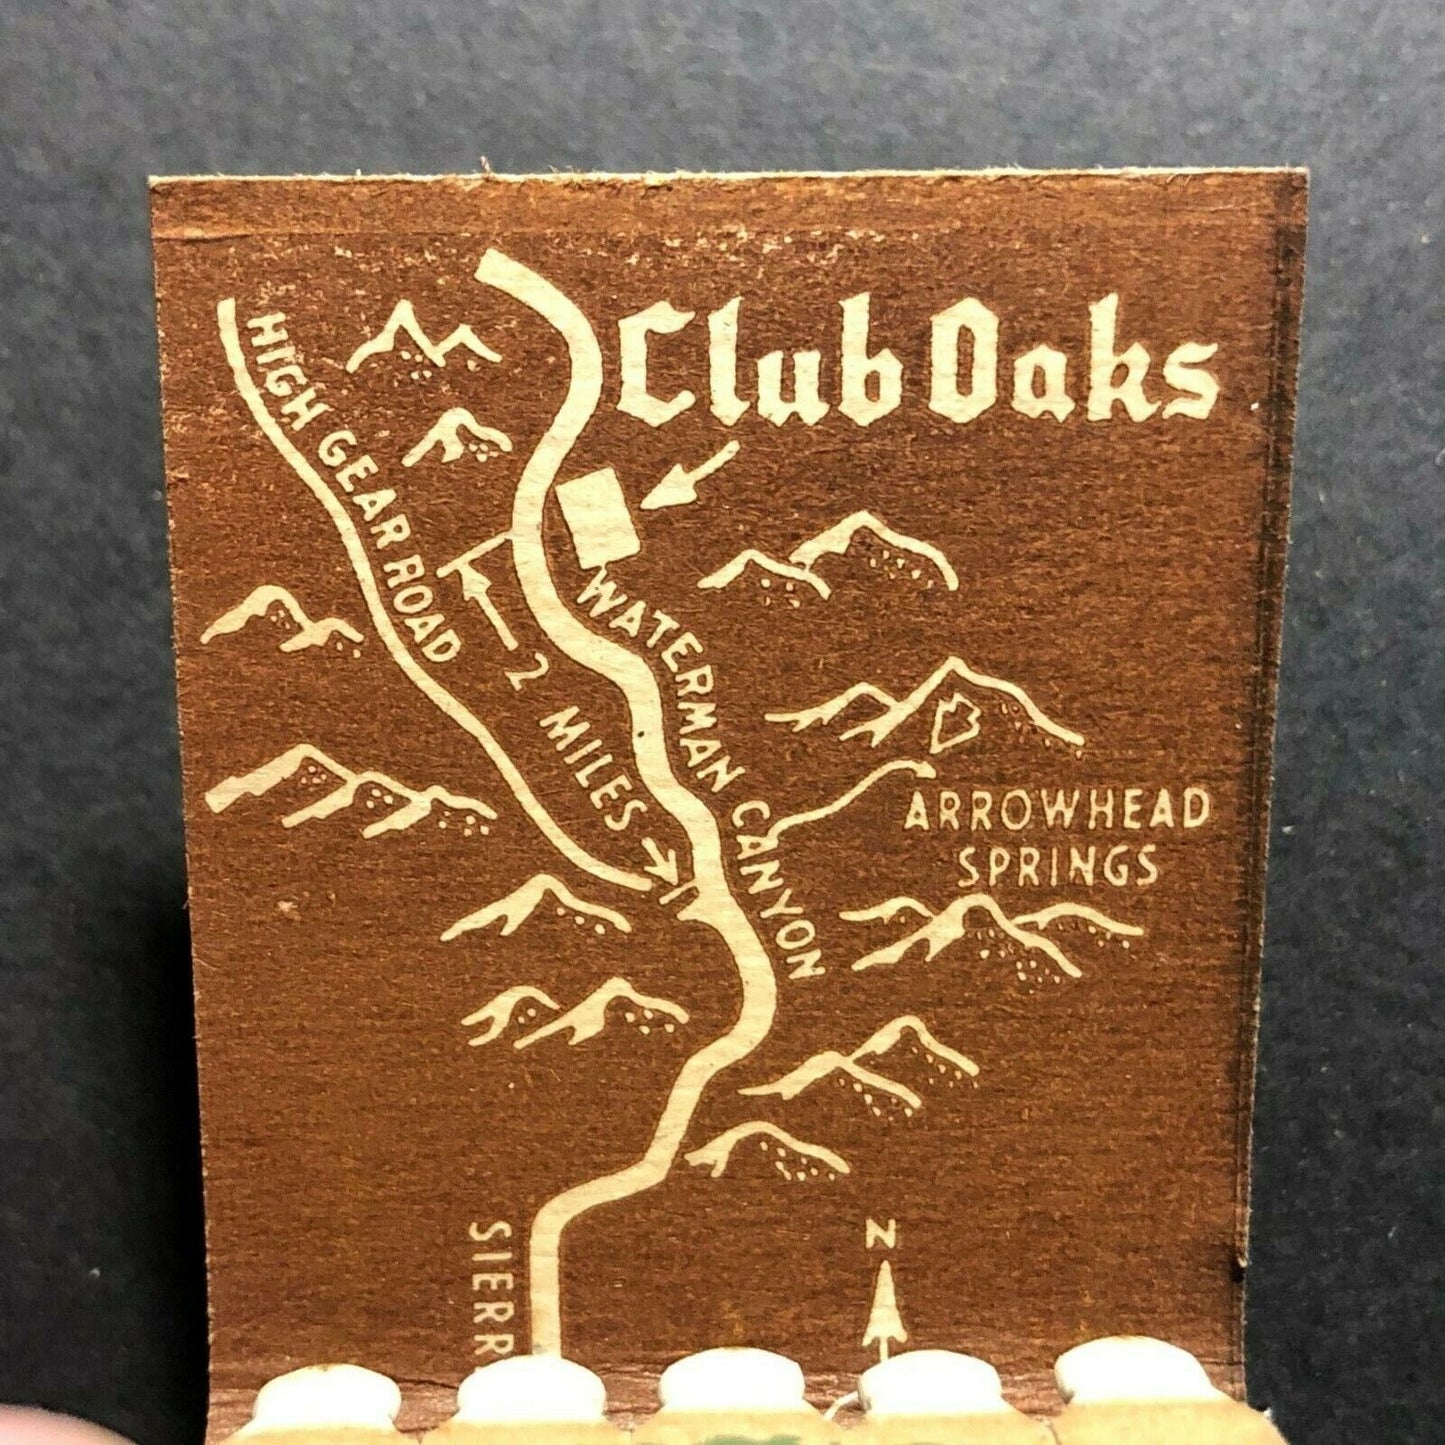 Club Oaks
HIGH GEAR ROAD
2 MILES
WATERMAN CANYON
ARROWHEAD
SPRINGS
N